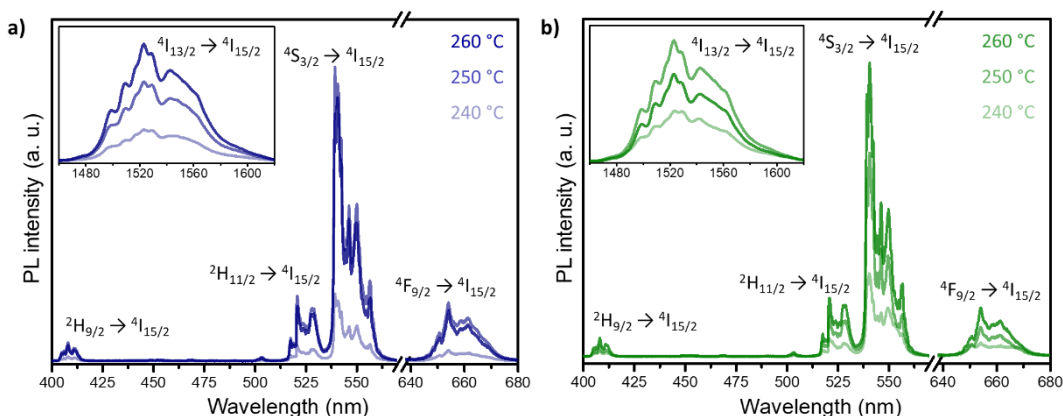 a)
⁴I₁₃/₂ → ⁴I₁₅/₂
1480 1520 1560 1600
⁴S₃/₂ → ⁴I₁₅/₂
260 °C
250 °C
240 °C
²H₁₁/₂ → ⁴I₁₅/₂
⁴F₉/₂ → ⁴I₁₅/₂
²H₉/₂ → ⁴I₁₅/₂
PL intensity (a. u.)
400 425 450 475 500 525 550 640 660 680
Wavelength (nm)
b)
⁴I₁₃/₂ → ⁴I₁₅/₂
1480 1520 1560 1600
⁴S₃/₂ → ⁴I₁₅/₂
260 °C
250 °C
240 °C
²H₁₁/₂ → ⁴I₁₅/₂
⁴F₉/₂ → ⁴I₁₅/₂
²H₉/₂ → ⁴I₁₅/₂
PL intensity (a. u.)
400 425 450 475 500 525 550 640 660 680
Wavelength (nm)